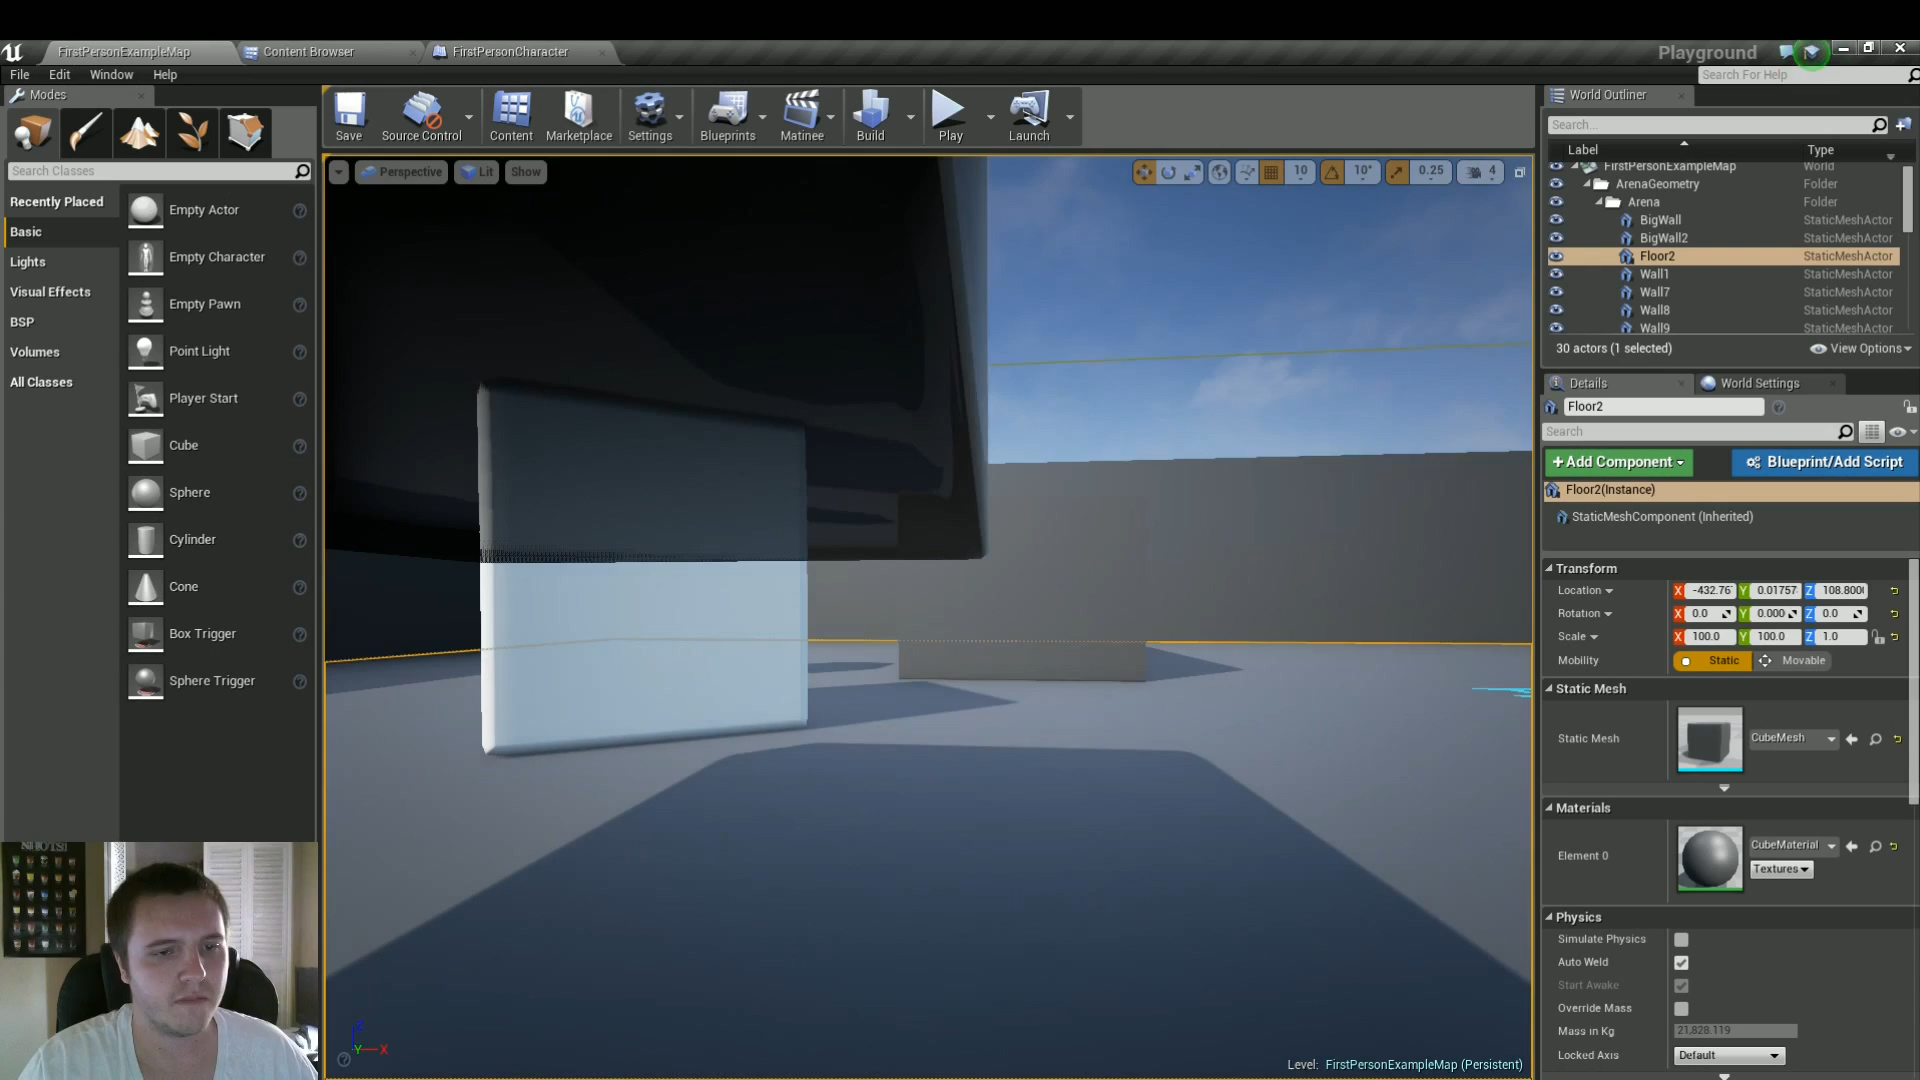 FirstPersonExampleMap
Content Browser
FirstPersonCharacter
Playground
File Edit Window Help
Search For Help
Modes
Search Classes
Recently Placed
Basic
Lights
Visual Effects
BSP
Volumes
All Classes
Empty Actor
Empty Character
Empty Pawn
Point Light
Player Start
Cube
Sphere
Cylinder
Cone
Box Trigger
Sphere Trigger
Save
Source Control
Content
Marketplace
Settings
Blueprints
Matinee
Build
Play
Launch
Perspective
Lit
Show
10
10°
0.25
4
Level: FirstPersonExampleMap (Persistent)
World Outliner
Search...
Label Type
FirstPersonExampleMap World
ArenaGeometry Folder
Arena Folder
BigWall StaticMeshActor
BigWall2 StaticMeshActor
Floor2 StaticMeshActor
Wall1 StaticMeshActor
Wall7 StaticMeshActor
Wall8 StaticMeshActor
Wall9 StaticMeshActor
30 actors (1 selected)
View Options
Details
World Settings
Floor2
Search
+Add Component
Blueprint/Add Script
Floor2(Instance)
StaticMeshComponent (Inherited)
Transform
Location X -432.76 Y 0.01757 Z 108.800
Rotation X 0.0 Y 0.000 Z 0.0
Scale X 100.0 Y 100.0 Z 1.0
Mobility Static Movable
Static Mesh
Static Mesh CubeMesh
Materials
Element 0 CubeMaterial
Textures
Physics
Simulate Physics
Auto Weld
Start Awake
Override Mass
Mass in Kg 21,828.119
Locked Axis Default
X
Y